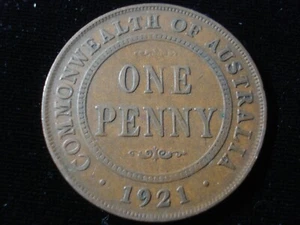 COMMONWEALTH OF AUSTRALIA
ONE
PENNY
· 1921 ·